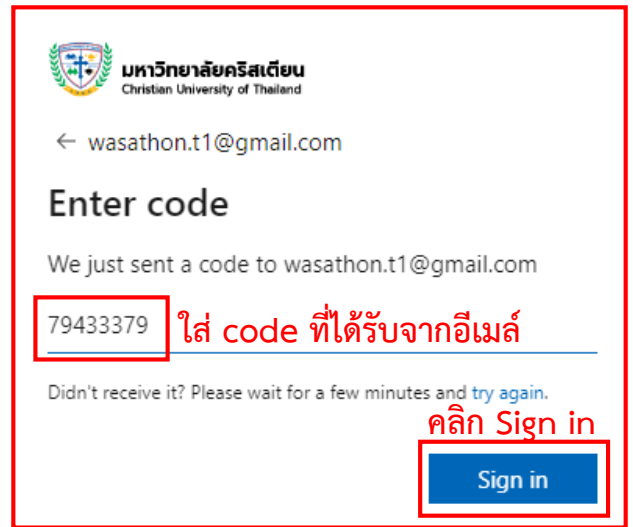 มหาวิทยาลัยคริสเตียน
Christian University of Thailand
← wasathon.t1@gmail.com
Enter code
We just sent a code to wasathon.t1@gmail.com
79433379 ใส่ code ที่ได้รับจากอีเมล์
Didn't receive it? Please wait for a few minutes and try again.
คลิก Sign in
Sign in